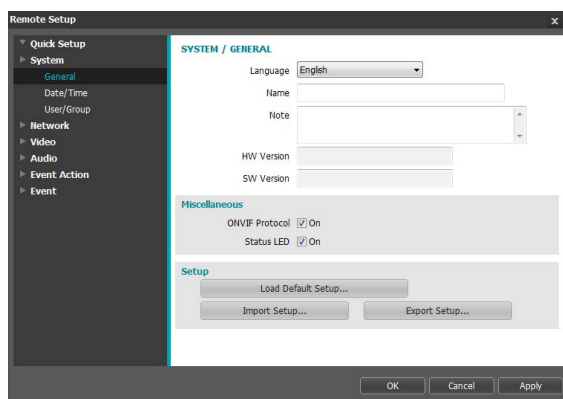 Remote Setup
x
Quick Setup
System
General
Date/Time
User/Group
Network
Video
Audio
Event Action
Event
SYSTEM / GENERAL
Language English
Name
Note
HW Version
SW Version
Miscellaneous
ONVIF Protocol On
Status LED On
Setup
Load Default Setup...
Import Setup... Export Setup...
OK Cancel Apply